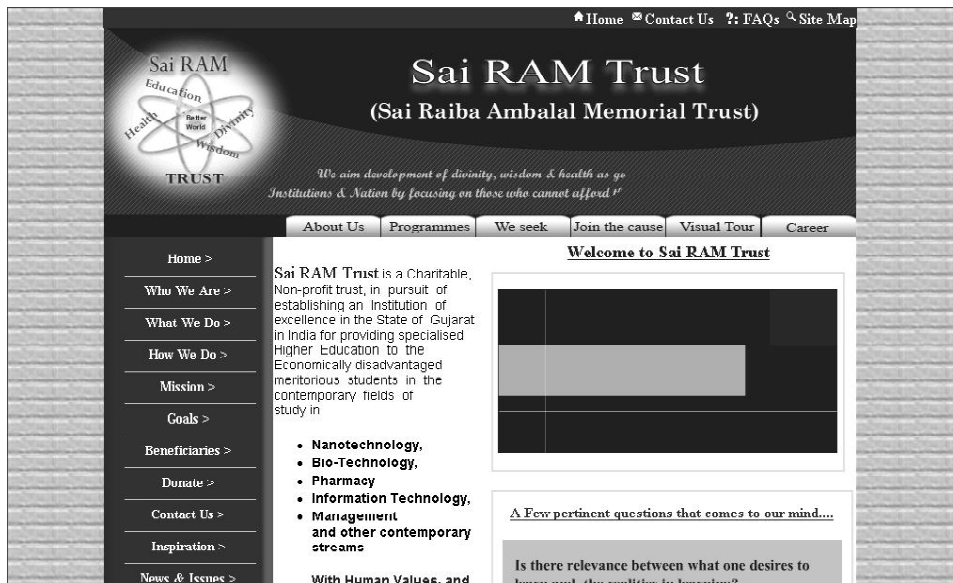 Home Contact Us ?: FAQs Site Map
Sai RAM
Education
Health
Better
World
Divinity
Wisdom
TRUST
Sai RAM Trust
(Sai Raiba Ambalal Memorial Trust)
We aim development of divinity, wisdom & health as go
Institutions & Nation by focusing on those who cannot afford
About Us Programmes We seek Join the cause Visual Tour Career
Home >
Who We Are >
What We Do >
How We Do >
Mission >
Goals >
Beneficiaries >
Donate >
Contact Us >
Inspiration >
News & Issues >
Sai RAM Trust is a Charitable,
Non-profit trust, in pursuit of
establishing an Institution of
excellence in the State of Gujarat
in India for providing specialised
Higher Education to the
Economically disadvantaged
meritorious students in the
contemporary fields of
study in
• Nanotechnology,
• Bio-Technology,
• Pharmacy
• Information Technology,
• Management
and other contemporary
streams
With Human Values, and
Welcome to Sai RAM Trust
A Few pertinent questions that comes to our mind....
Is there relevance between what one desires to
learn and the realities in learning?